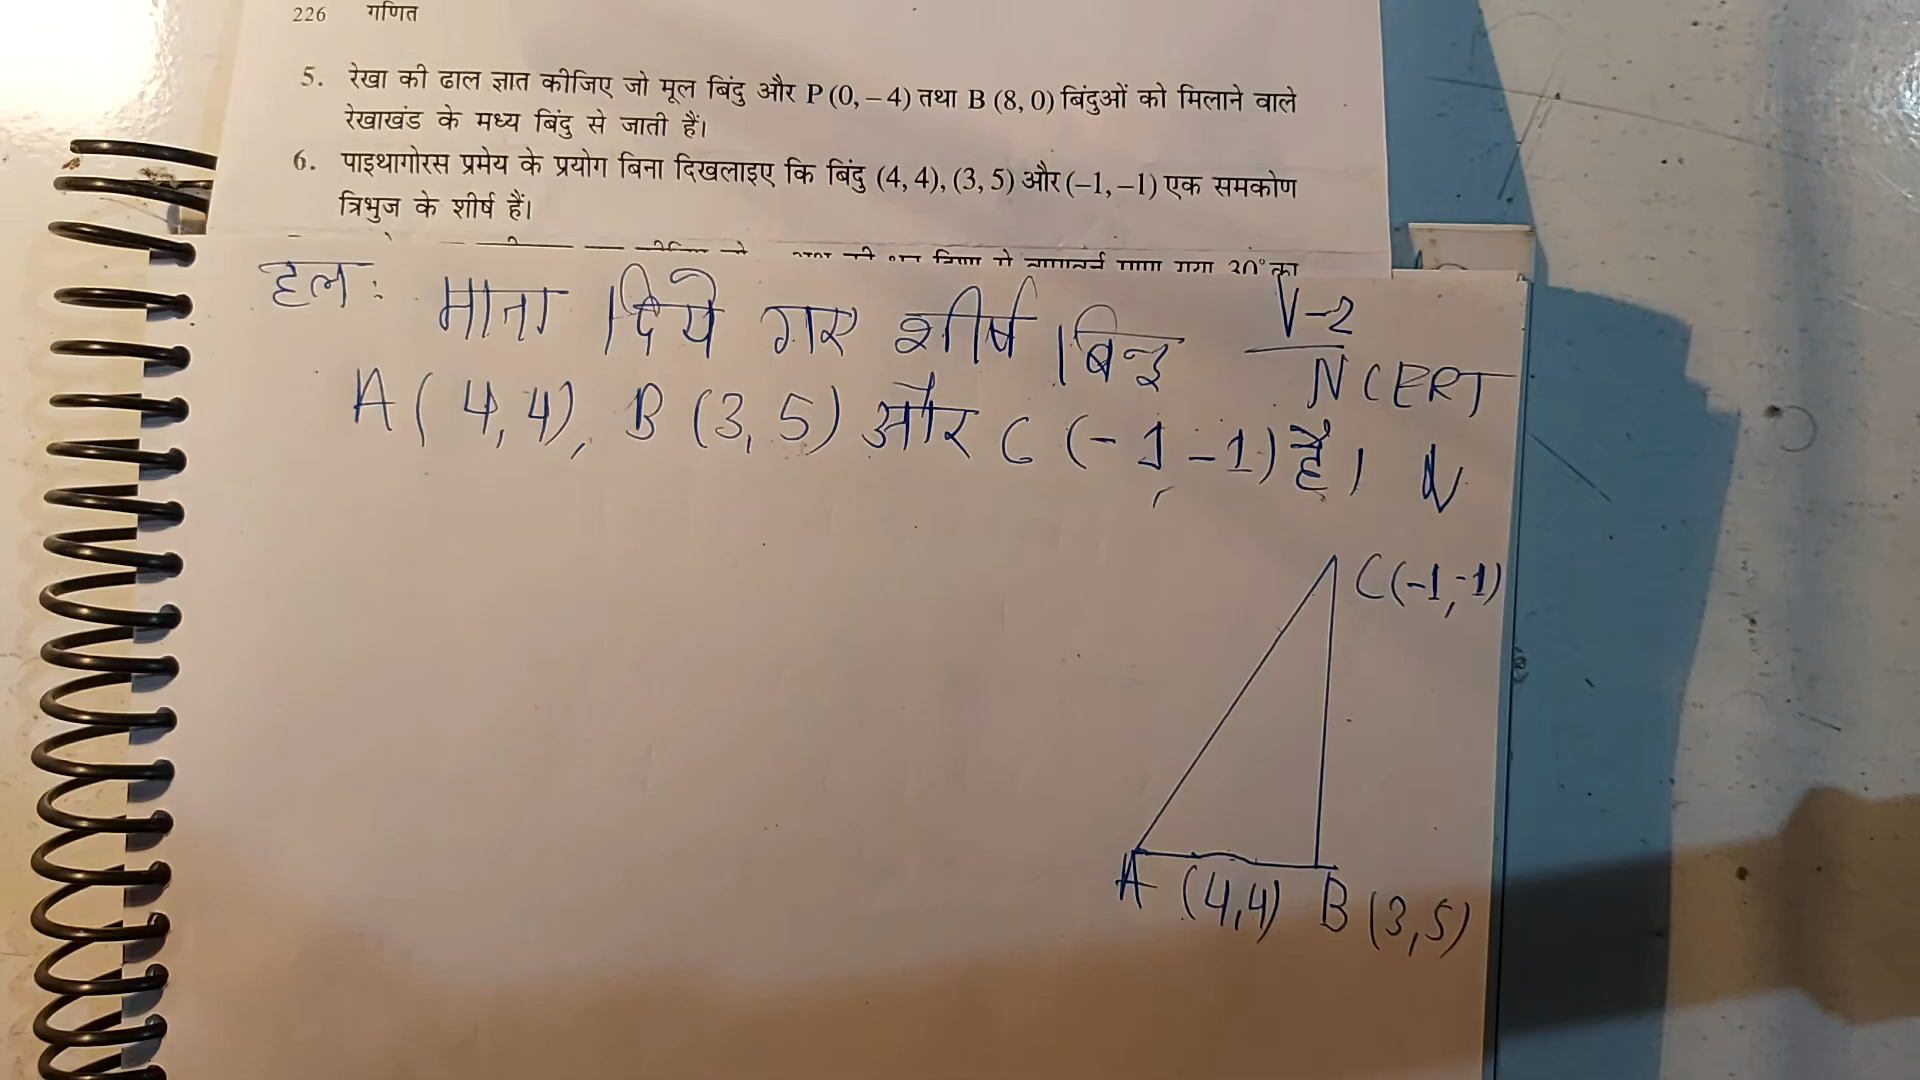 226 गणित
5. रेखा की ढाल ज्ञात कीजिए जो मूल बिंदु और P (0, – 4) तथा B (8, 0) बिंदुओं को मिलाने वाले
रेखाखंड के मध्य बिंदु से जाती हैं।
6. पाइथागोरस प्रमेय के प्रयोग बिना दिखलाइए कि बिंदु (4, 4), (3, 5) और (–1, –1) एक समकोण
त्रिभुज के शीर्ष हैं।
30° का
हल : माना दिये गए शीर्ष बिन्दु
V-2
NCERT
A ( 4, 4), B (3, 5) और C (-1, -1) है। N
C(-1,-1)
A (4,4) B (3,5)